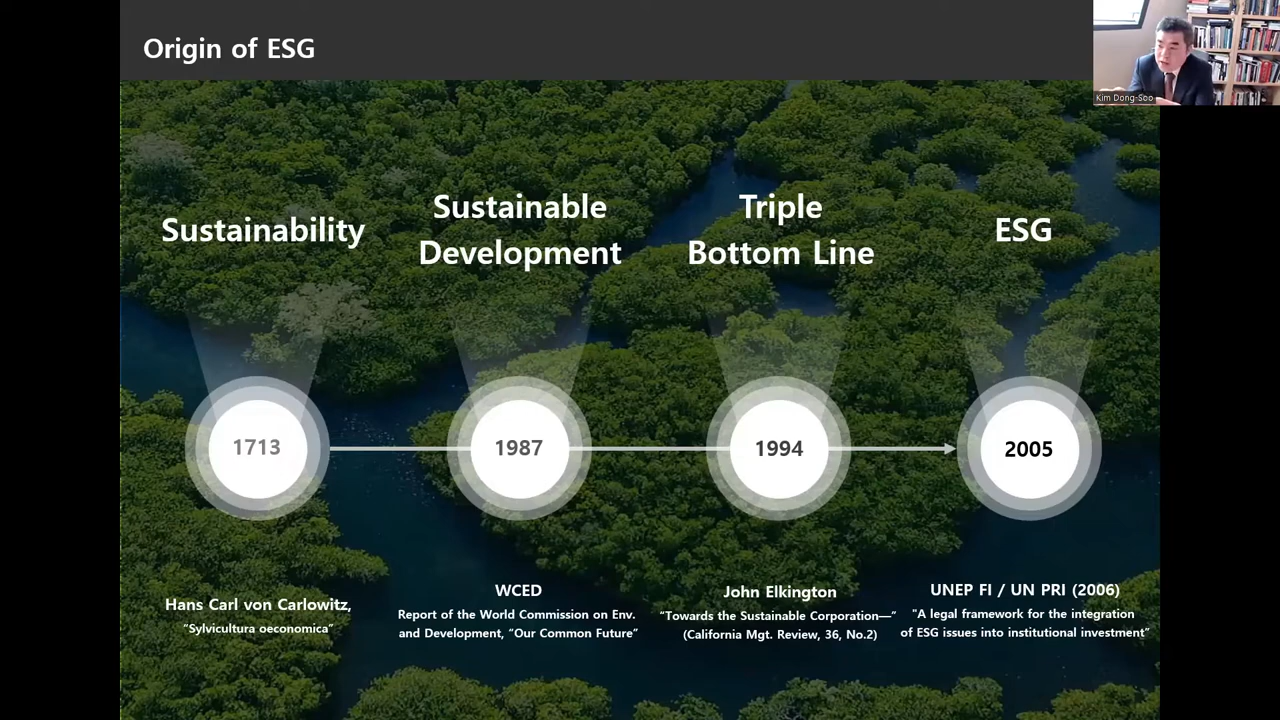 Origin of ESG
Kim Dong-Soo
Sustainability
Sustainable
Development
Triple
Bottom Line
ESG
1713
1987
1994
2005
Hans Carl von Carlowitz,
"Sylvicultura oeconomica"
WCED
Report of the World Commission on Env.
and Development, "Our Common Future"
John Elkington
"Towards the Sustainable Corporation—"
(California Mgt. Review, 36, No.2)
UNEP FI / UN PRI (2006)
"A legal framework for the integration
of ESG issues into institutional investment"